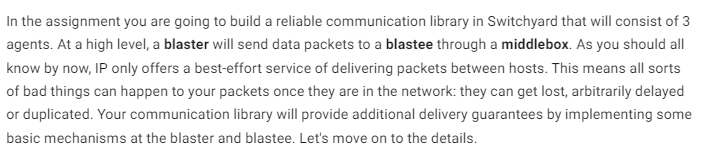 In the assignment you are going to build a reliable communication library in Switchyard that will consist of 3
agents. At a high level, a blaster will send data packets to a blastee through a middlebox. As you should all
know by now, IP only offers a best-effort service of delivering packets between hosts. This means all sorts
of bad things can happen to your packets once they are in the network: they can get lost, arbitrarily delayed
or duplicated. Your communication library will provide additional delivery guarantees by implementing some
basic mechanisms at the blaster and blastee. Let's move on to the details.